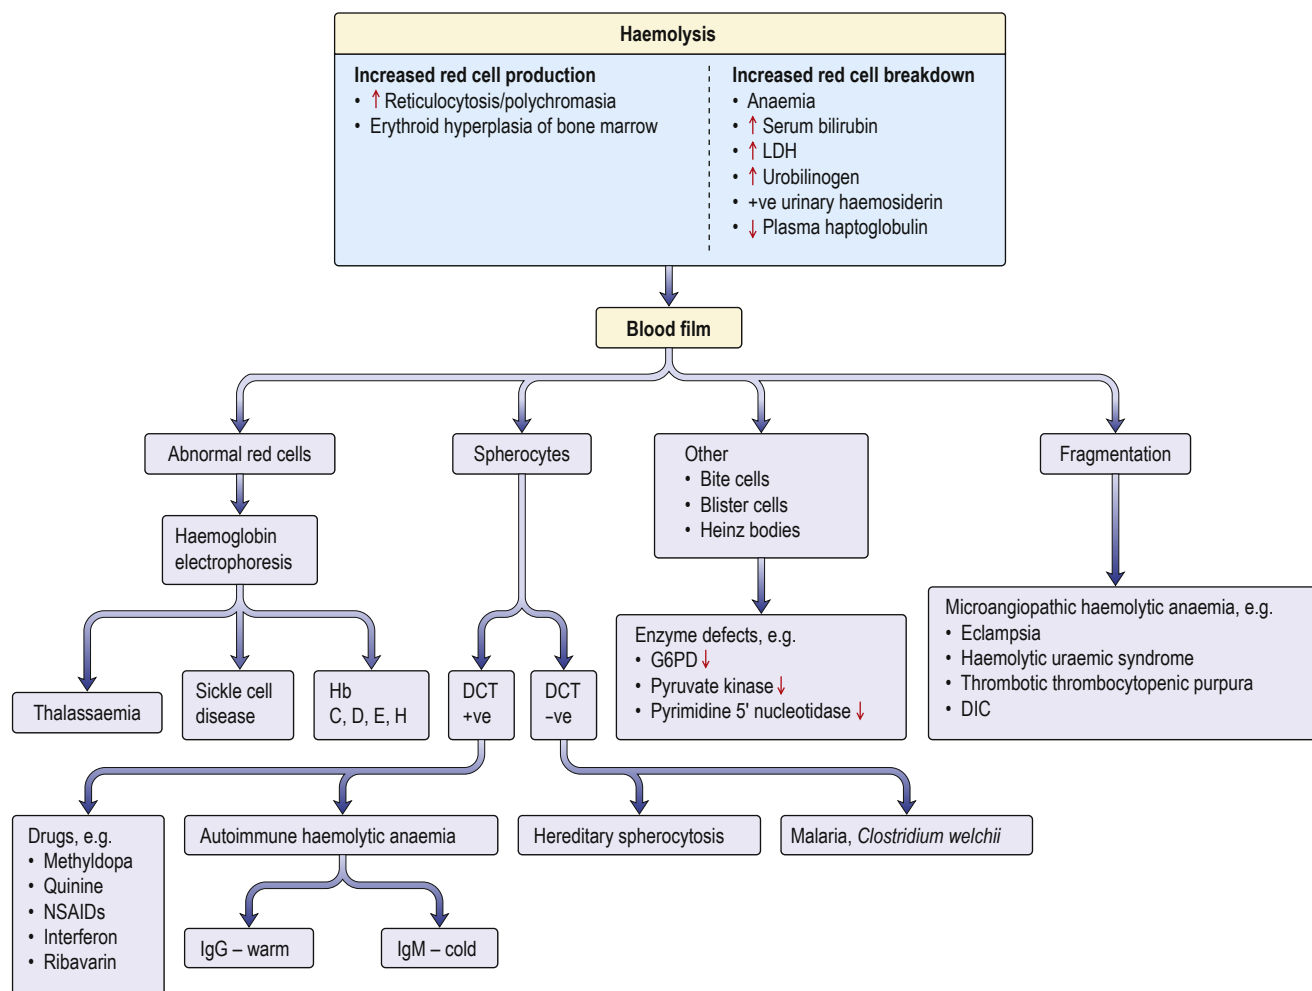 Haemolysis
Increased red cell production
• ↑ Reticulocytosis/polychromasia
• Erythroid hyperplasia of bone marrow
Increased red cell breakdown
• Anaemia
• ↑ Serum bilirubin
• ↑ LDH
• ↑ Urobilinogen
• +ve urinary haemosiderin
• ↓ Plasma haptoglobulin
Blood film
Abnormal red cells
Spherocytes
Other
• Bite cells
• Blister cells
• Heinz bodies
Fragmentation
Haemoglobin
electrophoresis
Thalassaemia
Sickle cell
disease
Hb
C, D, E, H
DCT
+ve
DCT
–ve
Enzyme defects, e.g.
• G6PD ↓
• Pyruvate kinase ↓
• Pyrimidine 5' nucleotidase ↓
Microangiopathic haemolytic anaemia, e.g.
• Eclampsia
• Haemolytic uraemic syndrome
• Thrombotic thrombocytopenic purpura
• DIC
Drugs, e.g.
• Methyldopa
• Quinine
• NSAIDs
• Interferon
• Ribavarin
Autoimmune haemolytic anaemia
Hereditary spherocytosis
Malaria, Clostridium welchii
IgG – warm
IgM – cold